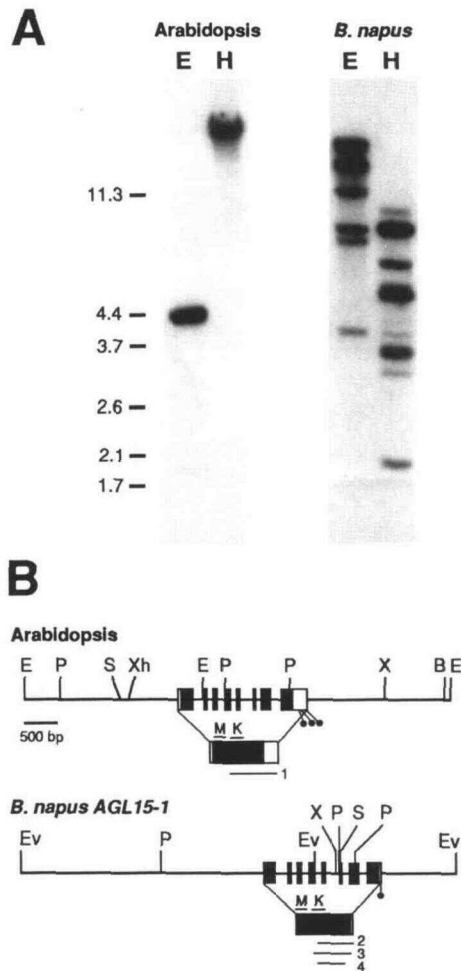 A
Arabidopsis B. napus
E H E H
11.3
4.4
3.7
2.6
2.1
1.7
B
Arabidopsis
E P S Xh E P P X B E
500 bp
M K
1
B. napus AGL15-1
X P S P
Ev P Ev Ev
M K
2
3
4